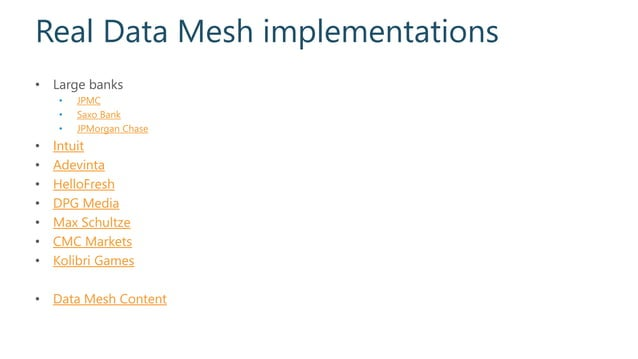 Real Data Mesh implementations
• Large banks
• JPMC
• Saxo Bank
• JPMorgan Chase
• Intuit
• Adevinta
• HelloFresh
• DPG Media
• Max Schultze
• CMC Markets
• Kolibri Games
• Data Mesh Content